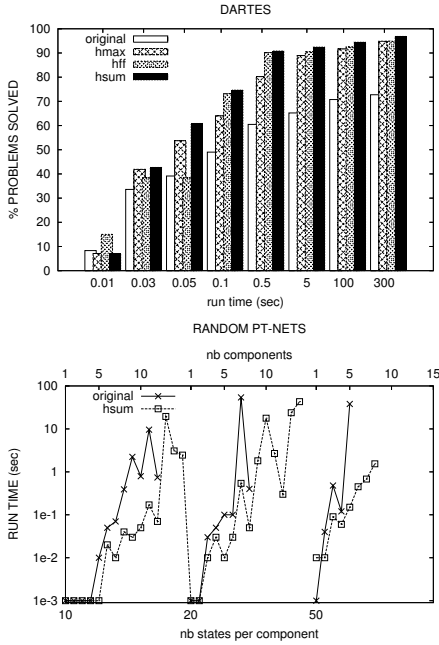 DARTES
original
hmax
hff
hsum
100
90
80
70
60
50
40
30
20
10
0
% PROBLEMS SOLVED
0.01 0.03 0.05 0.1 0.5 5 100 300
run time (sec)
RANDOM PT-NETS
nb components
1 5 10 1 5 10 1 5 10 15
original
hsum
100
10
1
1e-1
1e-2
1e-3
RUN TIME (sec)
10 20 50
nb states per component